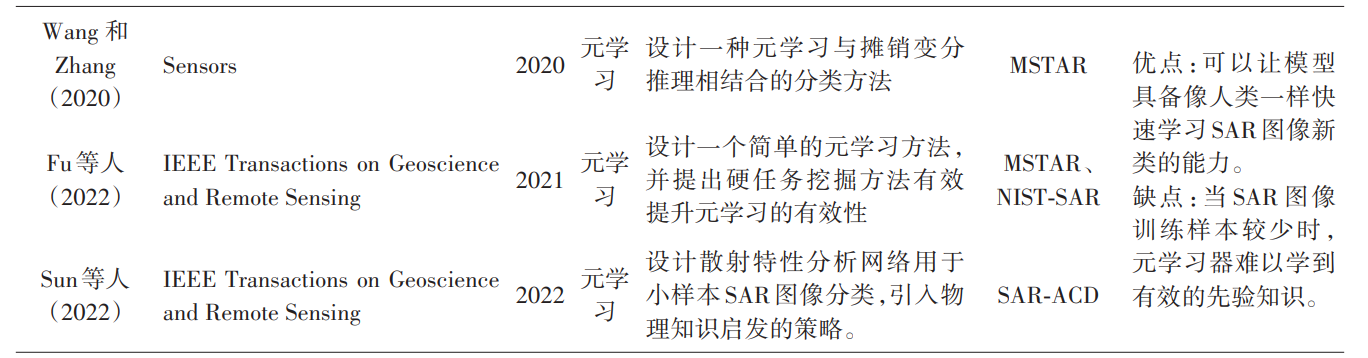 Wang 和
Zhang
（2020）
Sensors
2020
元学
习
设计一种元学习与摊销变分
推理相结合的分类方法
MSTAR
Fu等人
（2022）
IEEE Transactions on Geoscience
and Remote Sensing
2021
元学
习
设计一个简单的元学习方法，
并提出硬任务挖掘方法有效
提升元学习的有效性
MSTAR、
NIST-SAR
Sun等人
（2022）
IEEE Transactions on Geoscience
and Remote Sensing
2022
元学
习
设计散射特性分析网络用于
小样本SAR图像分类，引入物
理知识启发的策略。
SAR-ACD
优点：可以让模型
具备像人类一样快
速学习SAR图像新
类的能力。
缺点：当SAR图像
训练样本较少时，
元学习器难以学到
有效的先验知识。